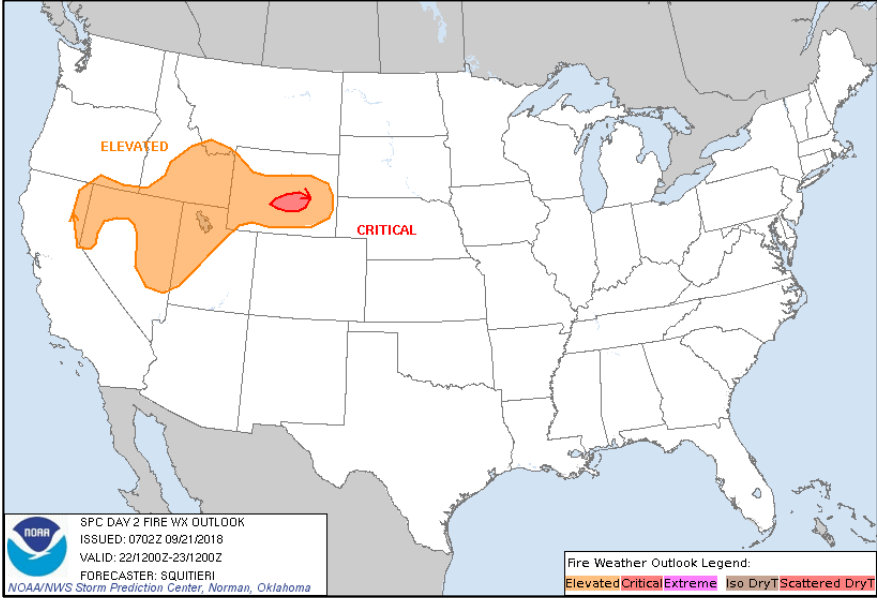 ELEVATED
CRITICAL
NOAA
SPC DAY 2 FIRE WX OUTLOOK
ISSUED: 0702Z 09/21/2018
VALID: 22/1200Z-23/1200Z
FORECASTER: SQUITIERI
NOAA/NWS Storm Prediction Center, Norman, Oklahoma
Fire Weather Outlook Legend:
Elevated Critical Extreme Iso DryT Scattered DryT